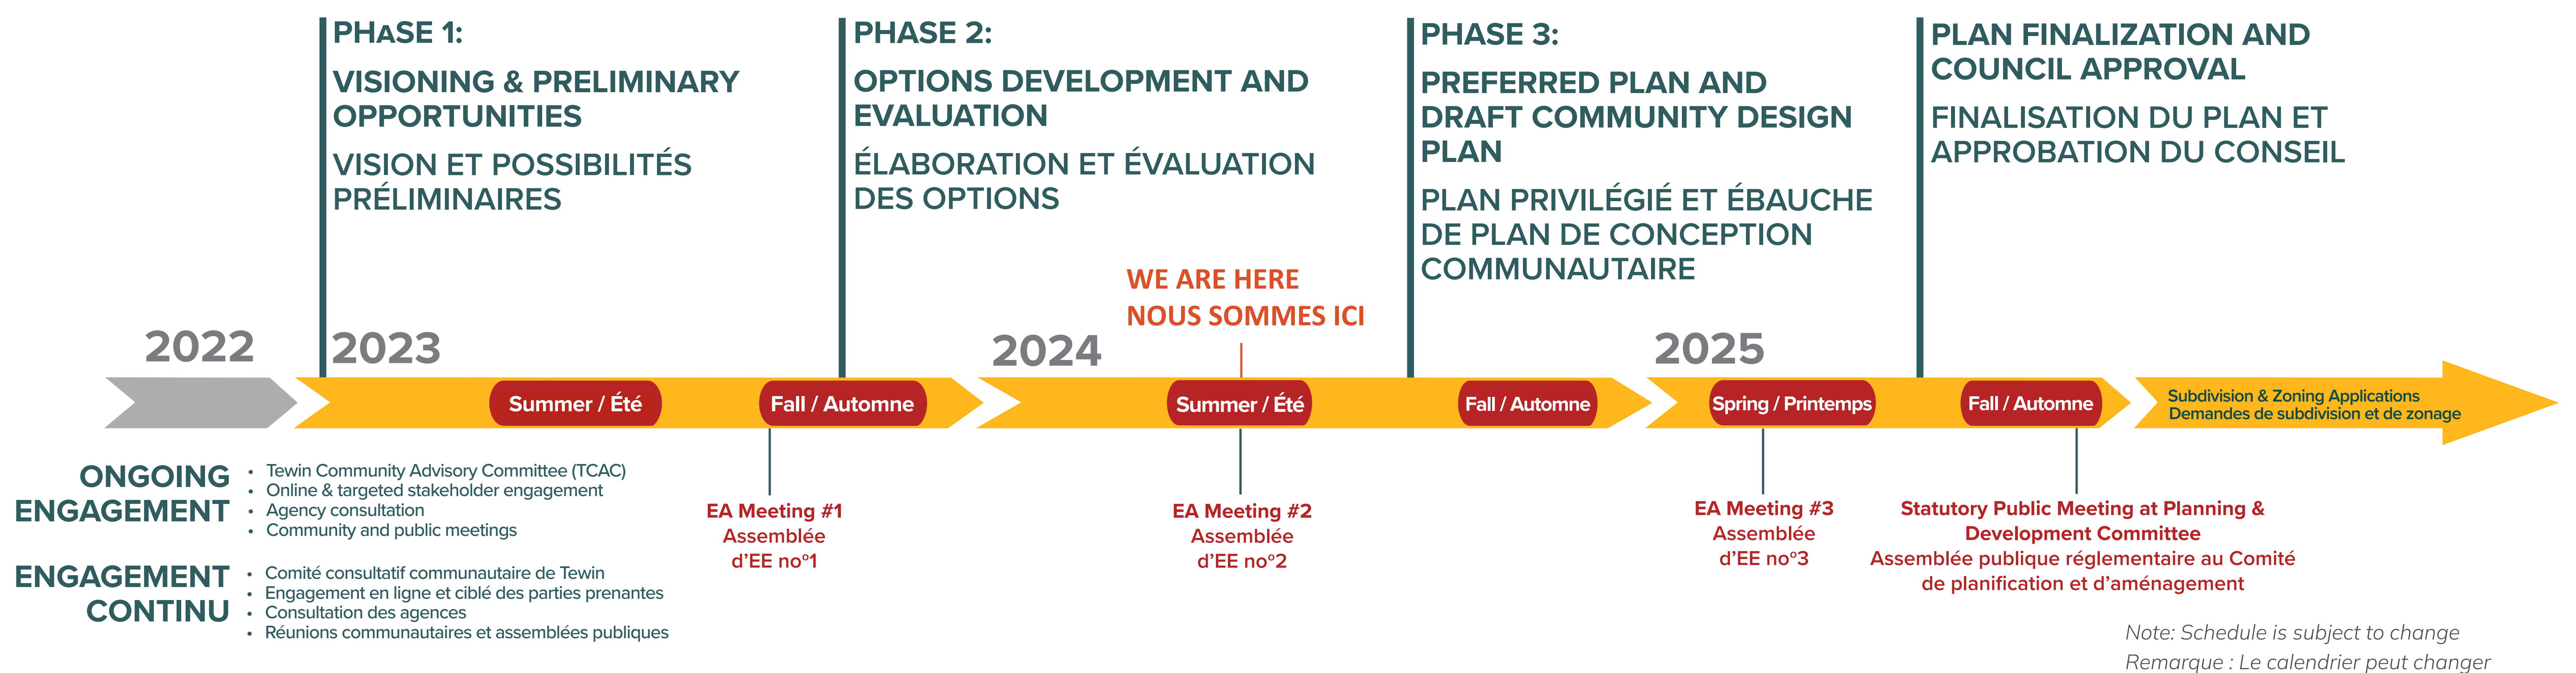 PHASE 1:
VISIONING & PRELIMINARY
OPPORTUNITIES
VISION ET POSSIBILITÉS
PRÉLIMINAIRES
PHASE 2:
OPTIONS DEVELOPMENT AND
EVALUATION
ÉLABORATION ET ÉVALUATION
DES OPTIONS
PHASE 3:
PREFERRED PLAN AND
DRAFT COMMUNITY DESIGN
PLAN
PLAN PRIVILÉGIÉ ET ÉBAUCHE
DE PLAN DE CONCEPTION
COMMUNAUTAIRE
PLAN FINALIZATION AND
COUNCIL APPROVAL
FINALISATION DU PLAN ET
APPROBATION DU CONSEIL
WE ARE HERE
NOUS SOMMES ICI
2022
2023
2024
2025
Summer / Été
Fall / Automne
Summer / Été
Fall / Automne
Spring / Printemps
Fall / Automne
Subdivision & Zoning Applications
Demandes de subdivision et de zonage
ONGOING
ENGAGEMENT
• Tewin Community Advisory Committee (TCAC)
• Online & targeted stakeholder engagement
• Agency consultation
• Community and public meetings
ENGAGEMENT
CONTINU
• Comité consultatif communautaire de Tewin
• Engagement en ligne et ciblé des parties prenantes
• Consultation des agences
• Réunions communautaires et assemblées publiques
EA Meeting #1
Assemblée
d’EE noº1
EA Meeting #2
Assemblée
d’EE noº2
EA Meeting #3
Assemblée
d’EE noº3
Statutory Public Meeting at Planning &
Development Committee
Assemblée publique réglementaire au Comité
de planification et d’aménagement
Note: Schedule is subject to change
Remarque : Le calendrier peut changer